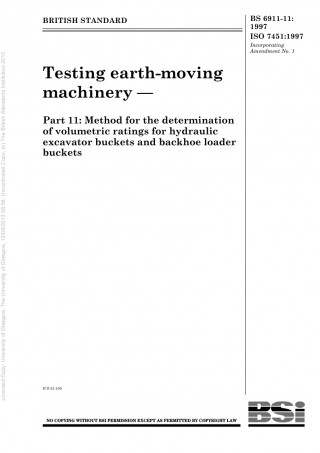 BRITISH STANDARD
BS 6911-11:
1997
ISO 7451:1997
Incorporating
Amendment No. 1
Testing earth-moving
machinery —
Part 11: Method for the determination
of volumetric ratings for hydraulic
excavator buckets and backhoe loader
buckets
Licensed Copy: University of Glasgow, The University of Glasgow, Uncontrolled Copy, (c) The British Standards Institution 2013
ICS 53.100
NO COPYING WITHOUT BSI PERMISSION EXCEPT AS PERMITTED BY COPYRIGHT LAW
BSi